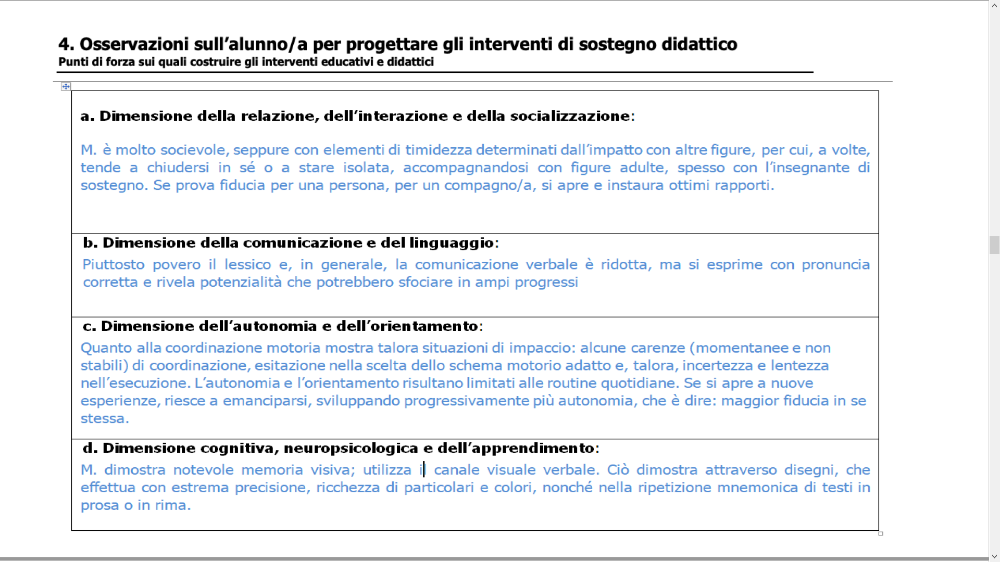 4. Osservazioni sull’alunno/a per progettare gli interventi di sostegno didattico
Punti di forza sui quali costruire gli interventi educativi e didattici
a. Dimensione della relazione, dell’interazione e della socializzazione:
M. è molto socievole, seppure con elementi di timidezza determinati dall’impatto con altre figure, per cui, a volte,
tende a chiudersi in sé o a stare isolata, accompagnandosi con figure adulte, spesso con l’insegnante di
sostegno. Se prova fiducia per una persona, per un compagno/a, si apre e instaura ottimi rapporti.
b. Dimensione della comunicazione e del linguaggio:
Piuttosto povero il lessico e, in generale, la comunicazione verbale è ridotta, ma si esprime con pronuncia
corretta e rivela potenzialità che potrebbero sfociare in ampi progressi
c. Dimensione dell’autonomia e dell’orientamento:
Quanto alla coordinazione motoria mostra talora situazioni di impaccio: alcune carenze (momentanee e non
stabili) di coordinazione, esitazione nella scelta dello schema motorio adatto e, talora, incertezza e lentezza
nell’esecuzione. L’autonomia e l’orientamento risultano limitati alle routine quotidiane. Se si apre a nuove
esperienze, riesce a emanciparsi, sviluppando progressivamente più autonomia, che è dire: maggior fiducia in se
stessa.
d. Dimensione cognitiva, neuropsicologica e dell’apprendimento:
M. dimostra notevole memoria visiva; utilizza il canale visuale verbale. Ciò dimostra attraverso disegni, che
effettua con estrema precisione, ricchezza di particolari e colori, nonché nella ripetizione mnemonica di testi in
prosa o in rima.